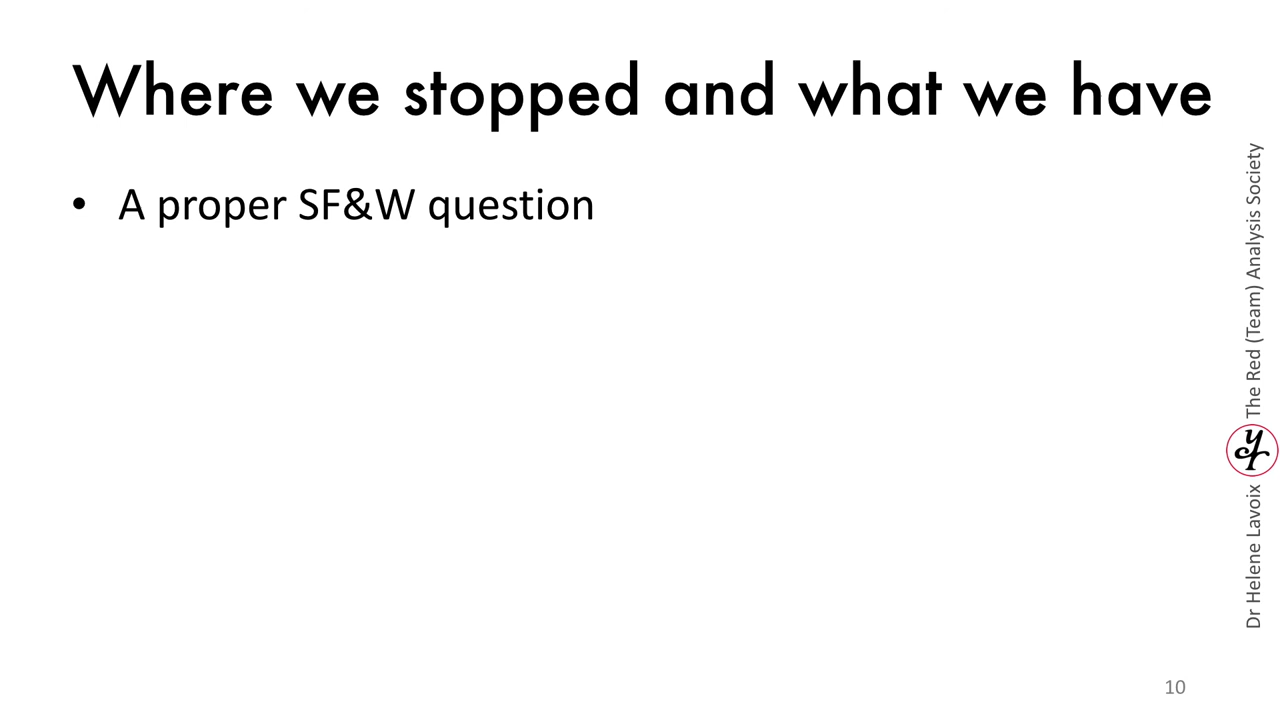 Where we stopped and what we have
• A proper SF&W question
Dr Helene Lavoix
The Red (Team) Analysis Society
10